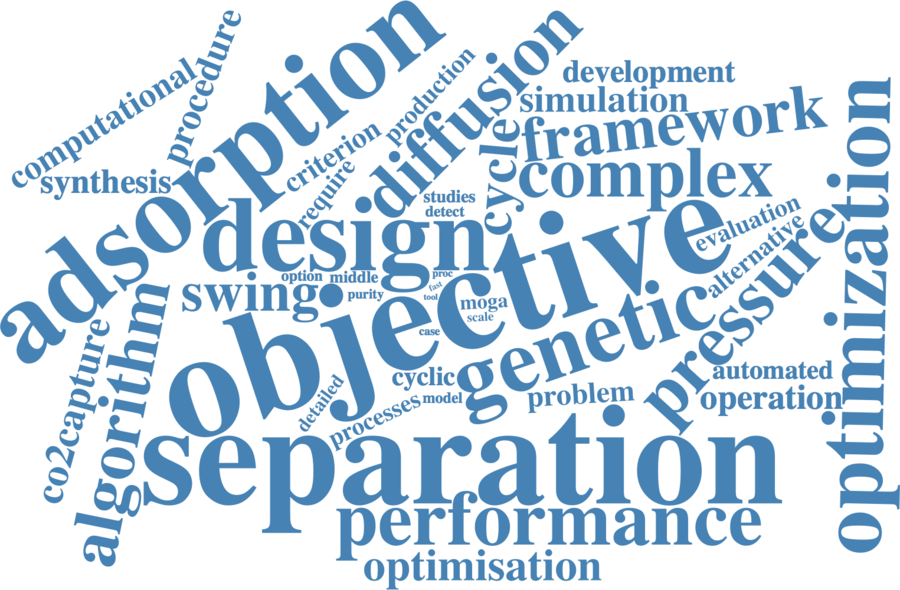 computational
procedure
synthesis
adsorption
criterion
require
production
diffusion
development
simulation
framework
cycle
complex
studies
detect
design
swing
option
middle
purity
proc
fast
tool
moga
scale
case
objective
evaluation
alternative
pressure
optimization
genetic
co2capture
algorithm
detailed
processes
cyclic
model
problem
automated
operation
separation
performance
optimisation